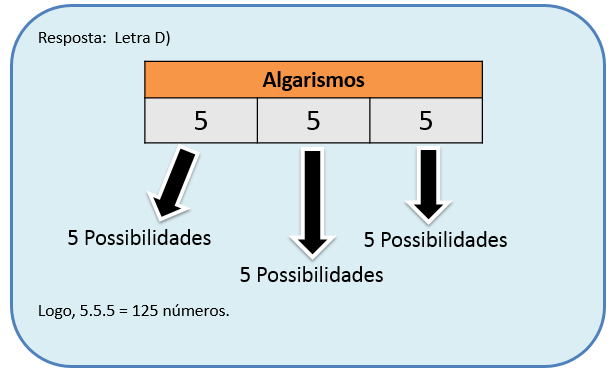 Resposta: Letra D)
Algarismos
5 5 5
5 Possibilidades
5 Possibilidades
5 Possibilidades
Logo, 5.5.5 = 125 números.